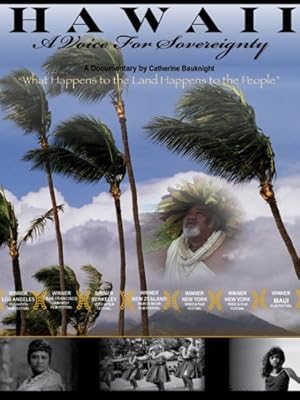 HAWAII
A Voice For Sovereignty
A Documentary by Catherine Bauknight
"What Happens to the Land Happens to the People"
WINNER WINNER WINNER WINNER WINNER WINNER WINNER
LOS ANGELES SAN FRANCISCO BERKELEY NEW ZEALAND NEW YORK NEW YORK MAUI